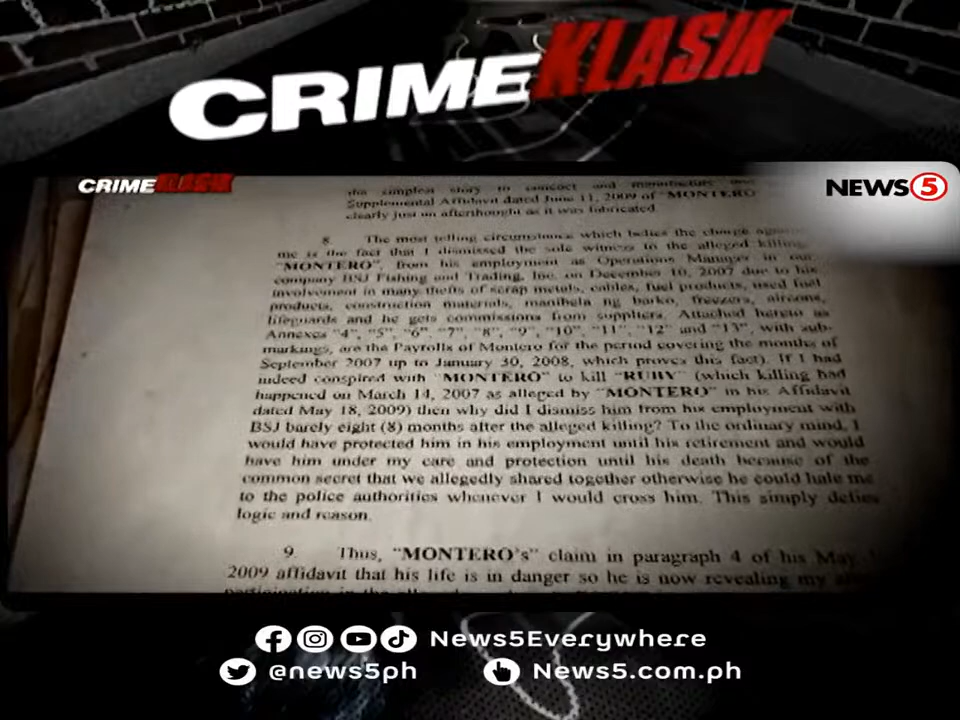 CRIME KLASIK
CRIME KLASIK
NEWS 5
the simplest story to concoct and manufacture
Supplemental Affidavit dated June 11, 2009 of "MONTERO
clearly just an afterthought as it was fabricated.
8. The most telling circumstance which belies the charge
me is the fact that I dismissed the sole witness to the alleged killing,
"MONTERO", from his employment as Operations Manager in our
company BSJ Fishing and Trading, Inc. on December 10, 2007 due to his
involvement in many thefts of scrap metals, cables, fuel products, used fuel
products, construction materials, manibela ng barko, freezers, aircons,
lifeguards and he gets commissions from suppliers. Attached hereto as
Annexes "4", "5", "6", "7", "8", "9", "10", "11", "12" and "13", with sub-
markings, are the Payrolls of Montero for the period covering the months of
September 2007 up to January 30, 2008, which proves this fact). If I had
indeed conspired with "MONTERO" to kill "RUBY" (which killing had
happened on March 14, 2007 as alleged by "MONTERO" in his Affidavit
dated May 18, 2009) then why did I dismiss him from his employment with
BSJ barely eight (8) months after the alleged killing? To the ordinary mind, I
would have protected him in his employment until his retirement and would
have him under my care and protection until his death because of the
common secret that we allegedly shared together otherwise he could hale me
to the police authorities whenever I would cross him. This simply defies
logic and reason.
9. Thus, "MONTERO's" claim in paragraph 4 of his May
2009 affidavit that his life is in danger so he is now revealing my
News5Everywhere
@news5ph News5.com.ph